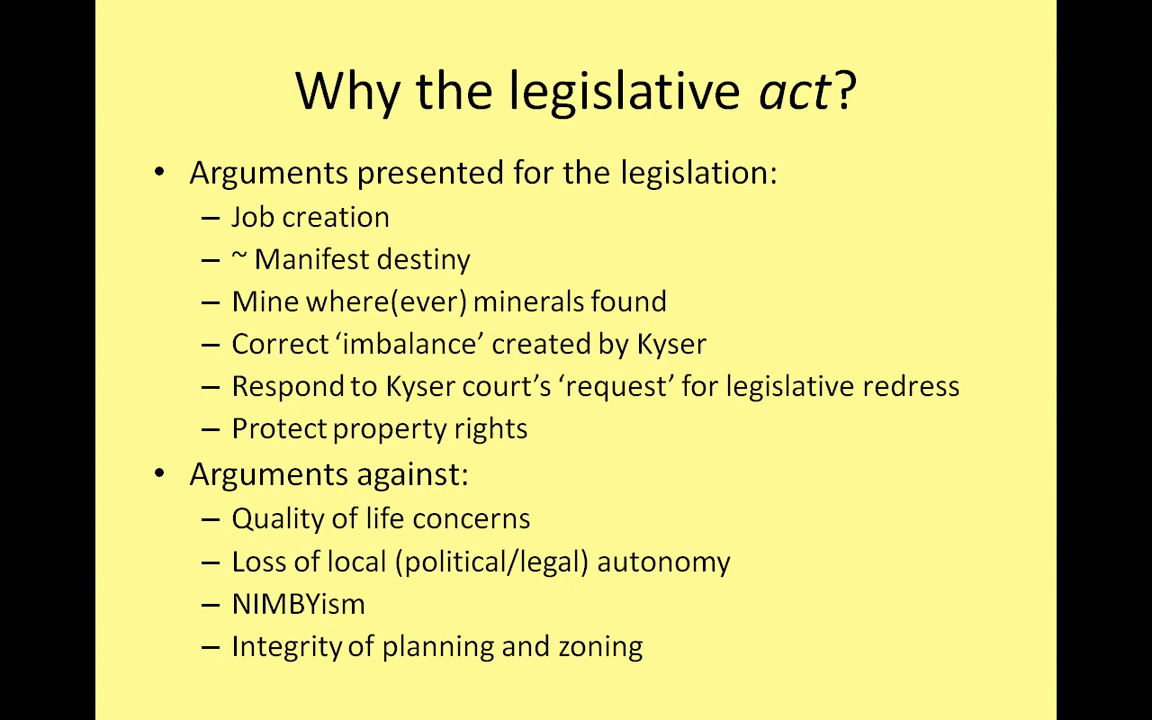 Why the legislative act?
• Arguments presented for the legislation:
– Job creation
– ~ Manifest destiny
– Mine where(ever) minerals found
– Correct ‘imbalance’ created by Kyser
– Respond to Kyser court’s ‘request’ for legislative redress
– Protect property rights
• Arguments against:
– Quality of life concerns
– Loss of local (political/legal) autonomy
– NIMBYism
– Integrity of planning and zoning